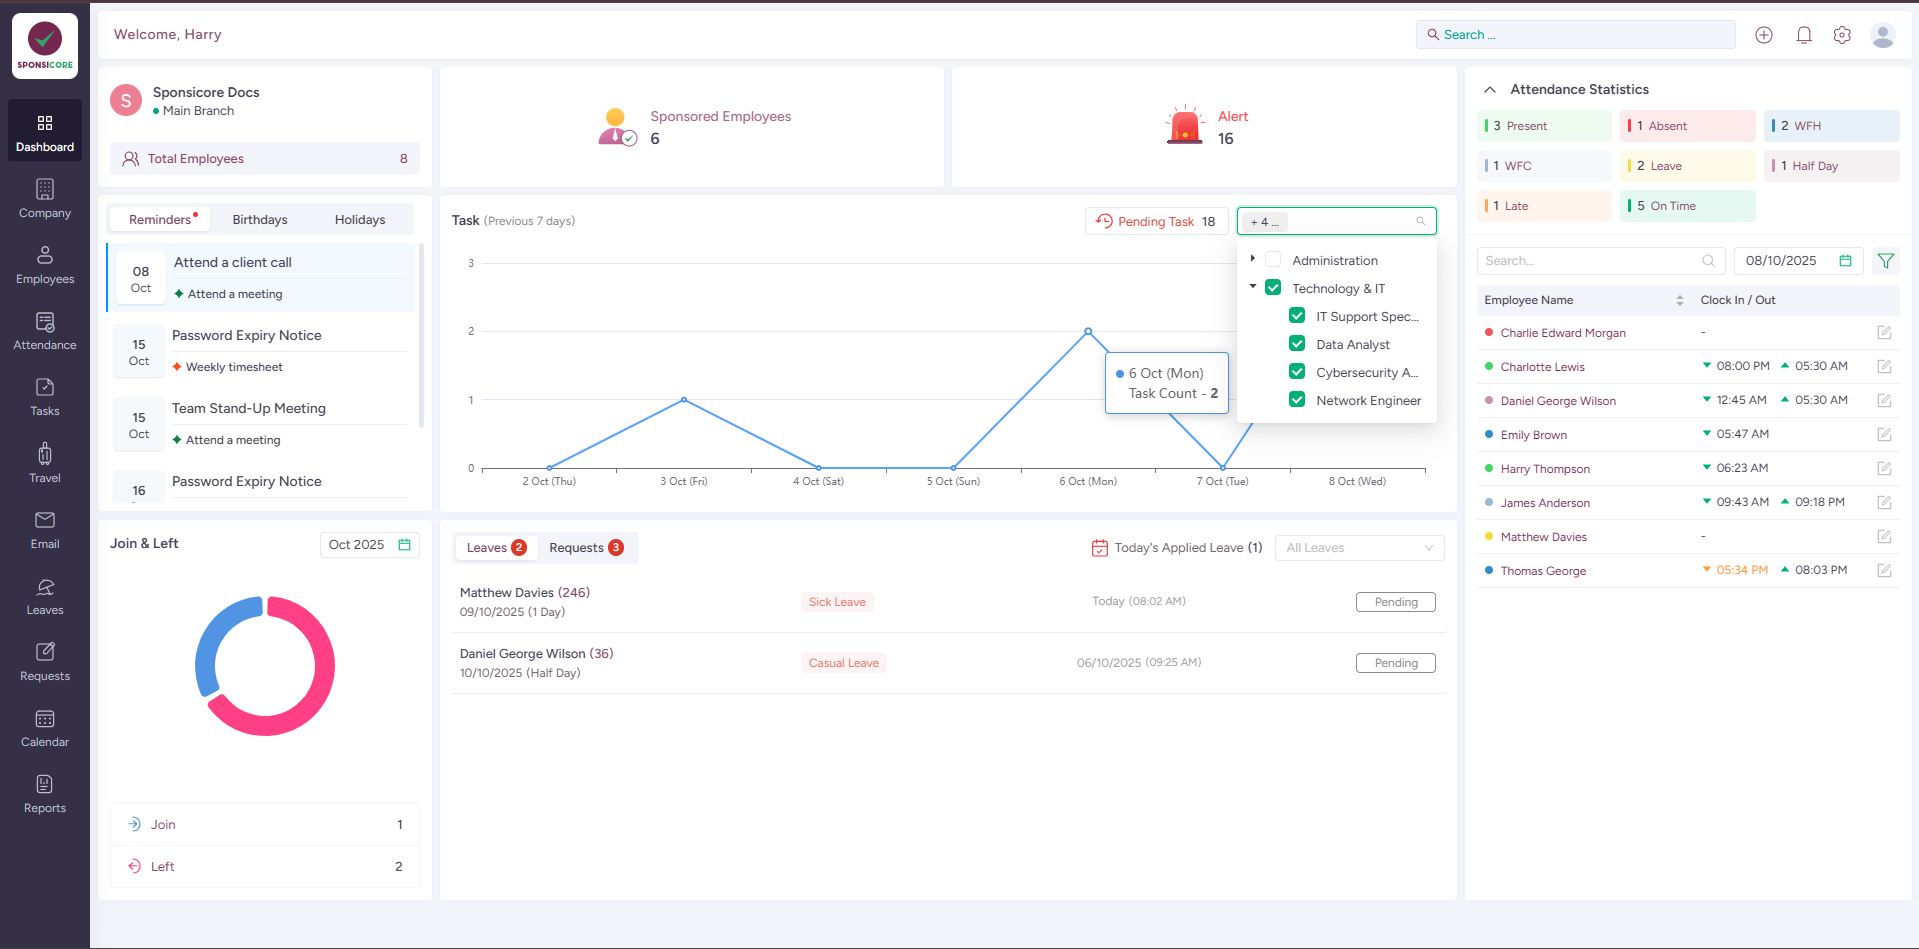 SPONSICORE
Dashboard
Company
Employees
Attendance
Tasks
Travel
Email
Leaves
Requests
Calendar
Reports
Welcome, Harry
Search ...
S
Sponsicore Docs
Main Branch
Total Employees 8
Sponsored Employees
6
Alert
16
Reminders Birthdays Holidays
08
Oct
Attend a client call
Attend a meeting
15
Oct
Password Expiry Notice
Weekly timesheet
15
Oct
Team Stand-Up Meeting
Attend a meeting
16
Password Expiry Notice
Task (Previous 7 days)
Pending Task 18
+ 4 ...
Administration
Technology & IT
IT Support Spec...
Data Analyst
Cybersecurity A...
Network Engineer
3
2
1
0
6 Oct (Mon)
Task Count - 2
2 Oct (Thu) 3 Oct (Fri) 4 Oct (Sat) 5 Oct (Sun) 6 Oct (Mon) 7 Oct (Tue) 8 Oct (Wed)
Join & Left
Oct 2025
Join 1
Left 2
Leaves 2 Requests 3
Today's Applied Leave (1)
All Leaves
Matthew Davies (246)
09/10/2025 (1 Day)
Sick Leave
Today (08:02 AM)
Pending
Daniel George Wilson (36)
10/10/2025 (Half Day)
Casual Leave
06/10/2025 (09:25 AM)
Pending
Attendance Statistics
3 Present
1 Absent
2 WFH
1 WFC
2 Leave
1 Half Day
1 Late
5 On Time
Search...
08/10/2025
Employee Name Clock In / Out
Charlie Edward Morgan -
Charlotte Lewis 08:00 PM 05:30 AM
Daniel George Wilson 12:45 AM 05:30 AM
Emily Brown 05:47 AM
Harry Thompson 06:23 AM
James Anderson 09:43 AM 09:18 PM
Matthew Davies -
Thomas George 05:34 PM 08:03 PM